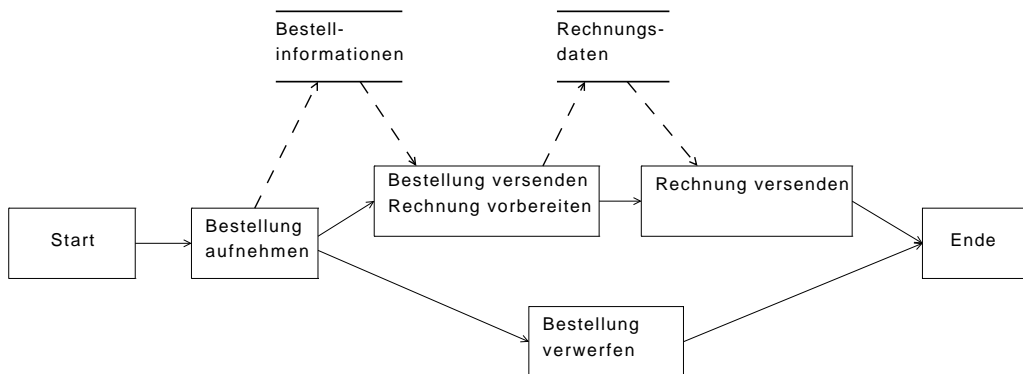 Bestell-
informationen
Rechnungs-
daten
Bestellung versenden
Rechnung vorbereiten
Rechnung versenden
Start
Bestellung
aufnehmen
Ende
Bestellung
verwerfen